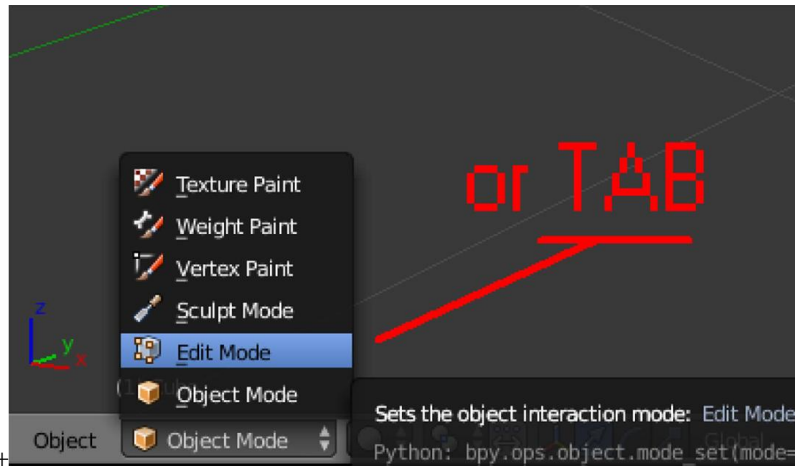 or TAB
Texture Paint
Weight Paint
Vertex Paint
Sculpt Mode
Edit Mode
Object Mode
z
y
x
Sets the object interaction mode: Edit Mode
Object
Object Mode
Global
Python: bpy.ops.object.mode_set(mode=